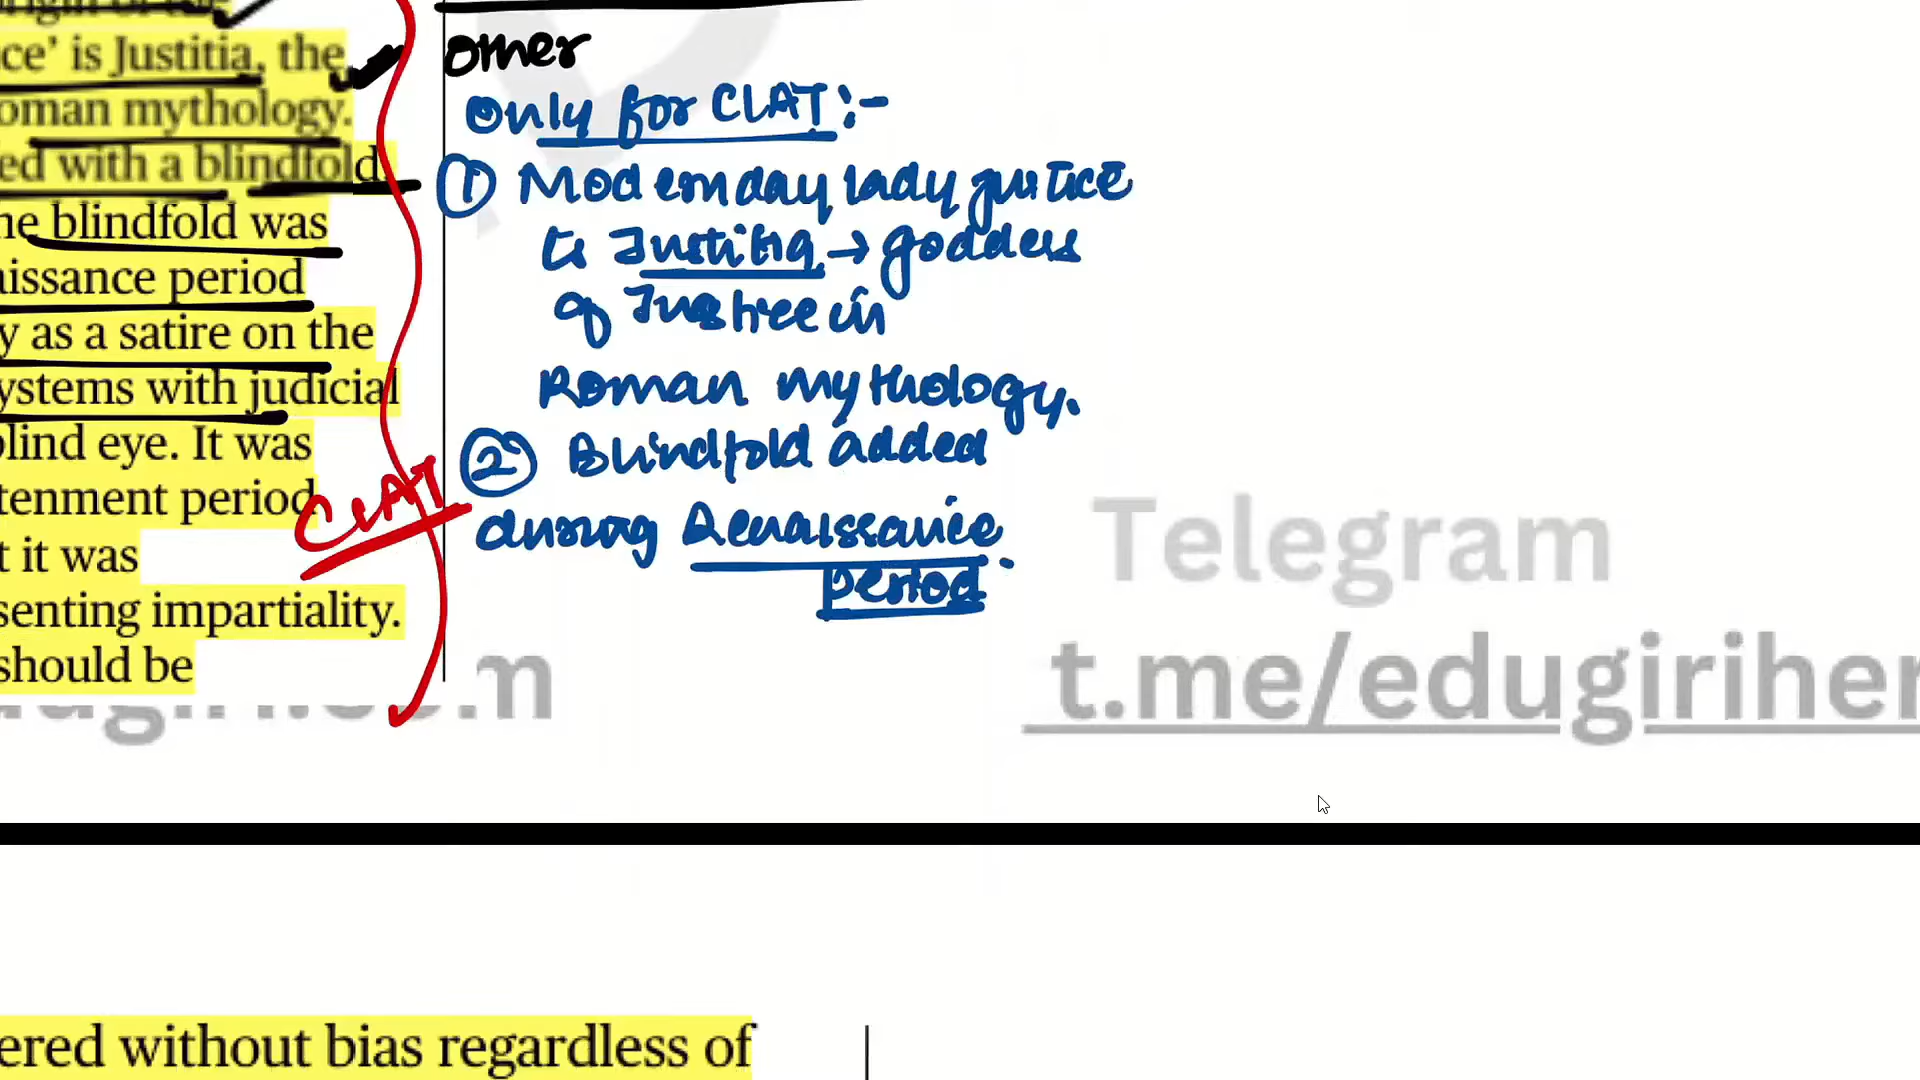 ce’ is Justitia, the
oman mythology.
ed with a blindfold.
ne blindfold was
aissance period
y as a satire on the
ystems with judicial
blind eye. It was
tenment period
t it was
senting impartiality.
should be
CLAT
Other
Only for CLAT:-
① Modern day lady justice
is Justitia → goddess
of Justice in
Roman mythology.
② Blindfold added
during Renaissance
period
Telegram
t.me/edugiriher
ered without bias regardless of